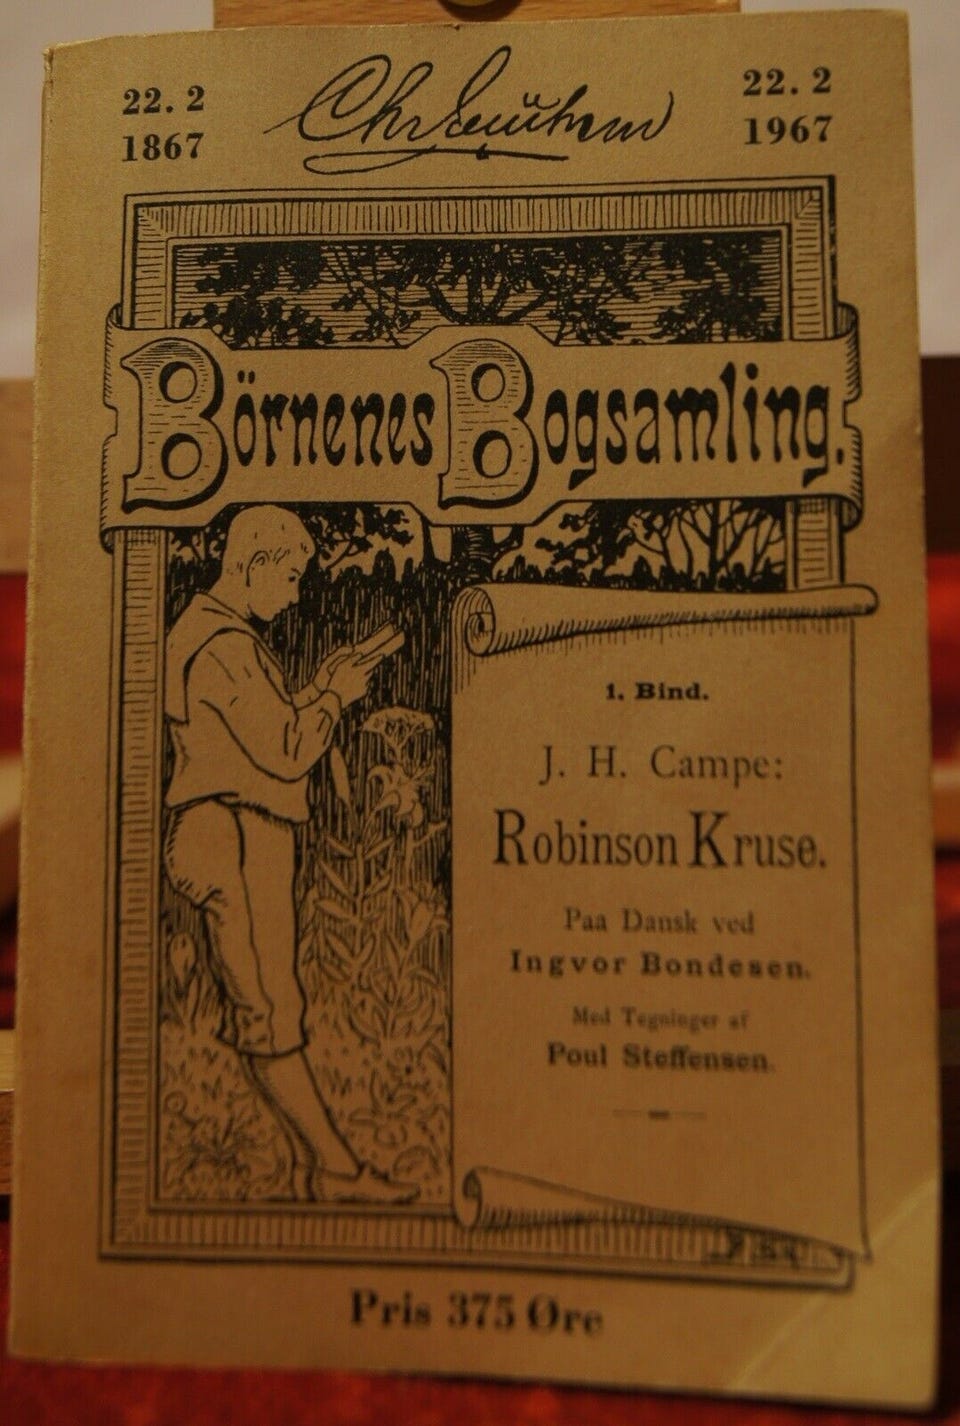 22. 2
1867
22. 2
1967
Börnenes Bogsamling.
1. Bind.
J. H. Campe:
Robinson Kruse.
Paa Dansk ved
Ingvor Bondesen.
Med Tegninger af
Poul Steffensen.
Pris 375 Øre